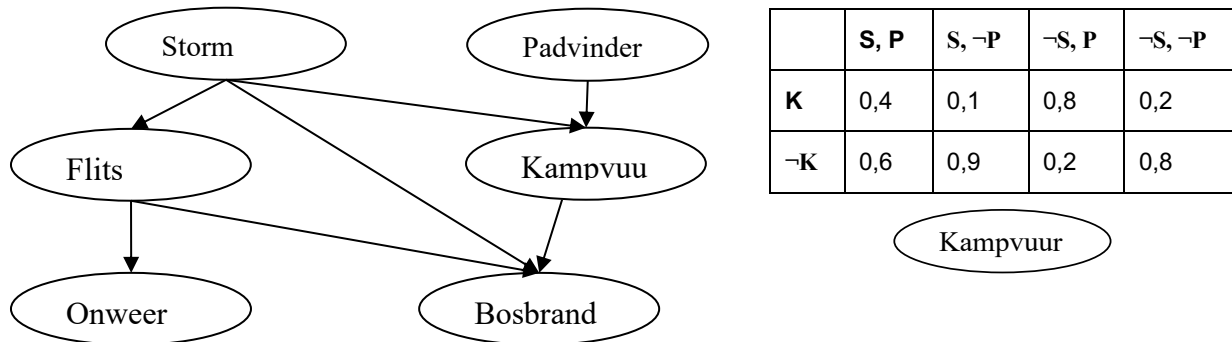 Storm
Padvinder
Flits
Kampvuu
Onweer
Bosbrand
S, P S, ¬P ¬S, P ¬S, ¬P
K 0,4 0,1 0,8 0,2
¬K 0,6 0,9 0,2 0,8
Kampvuur